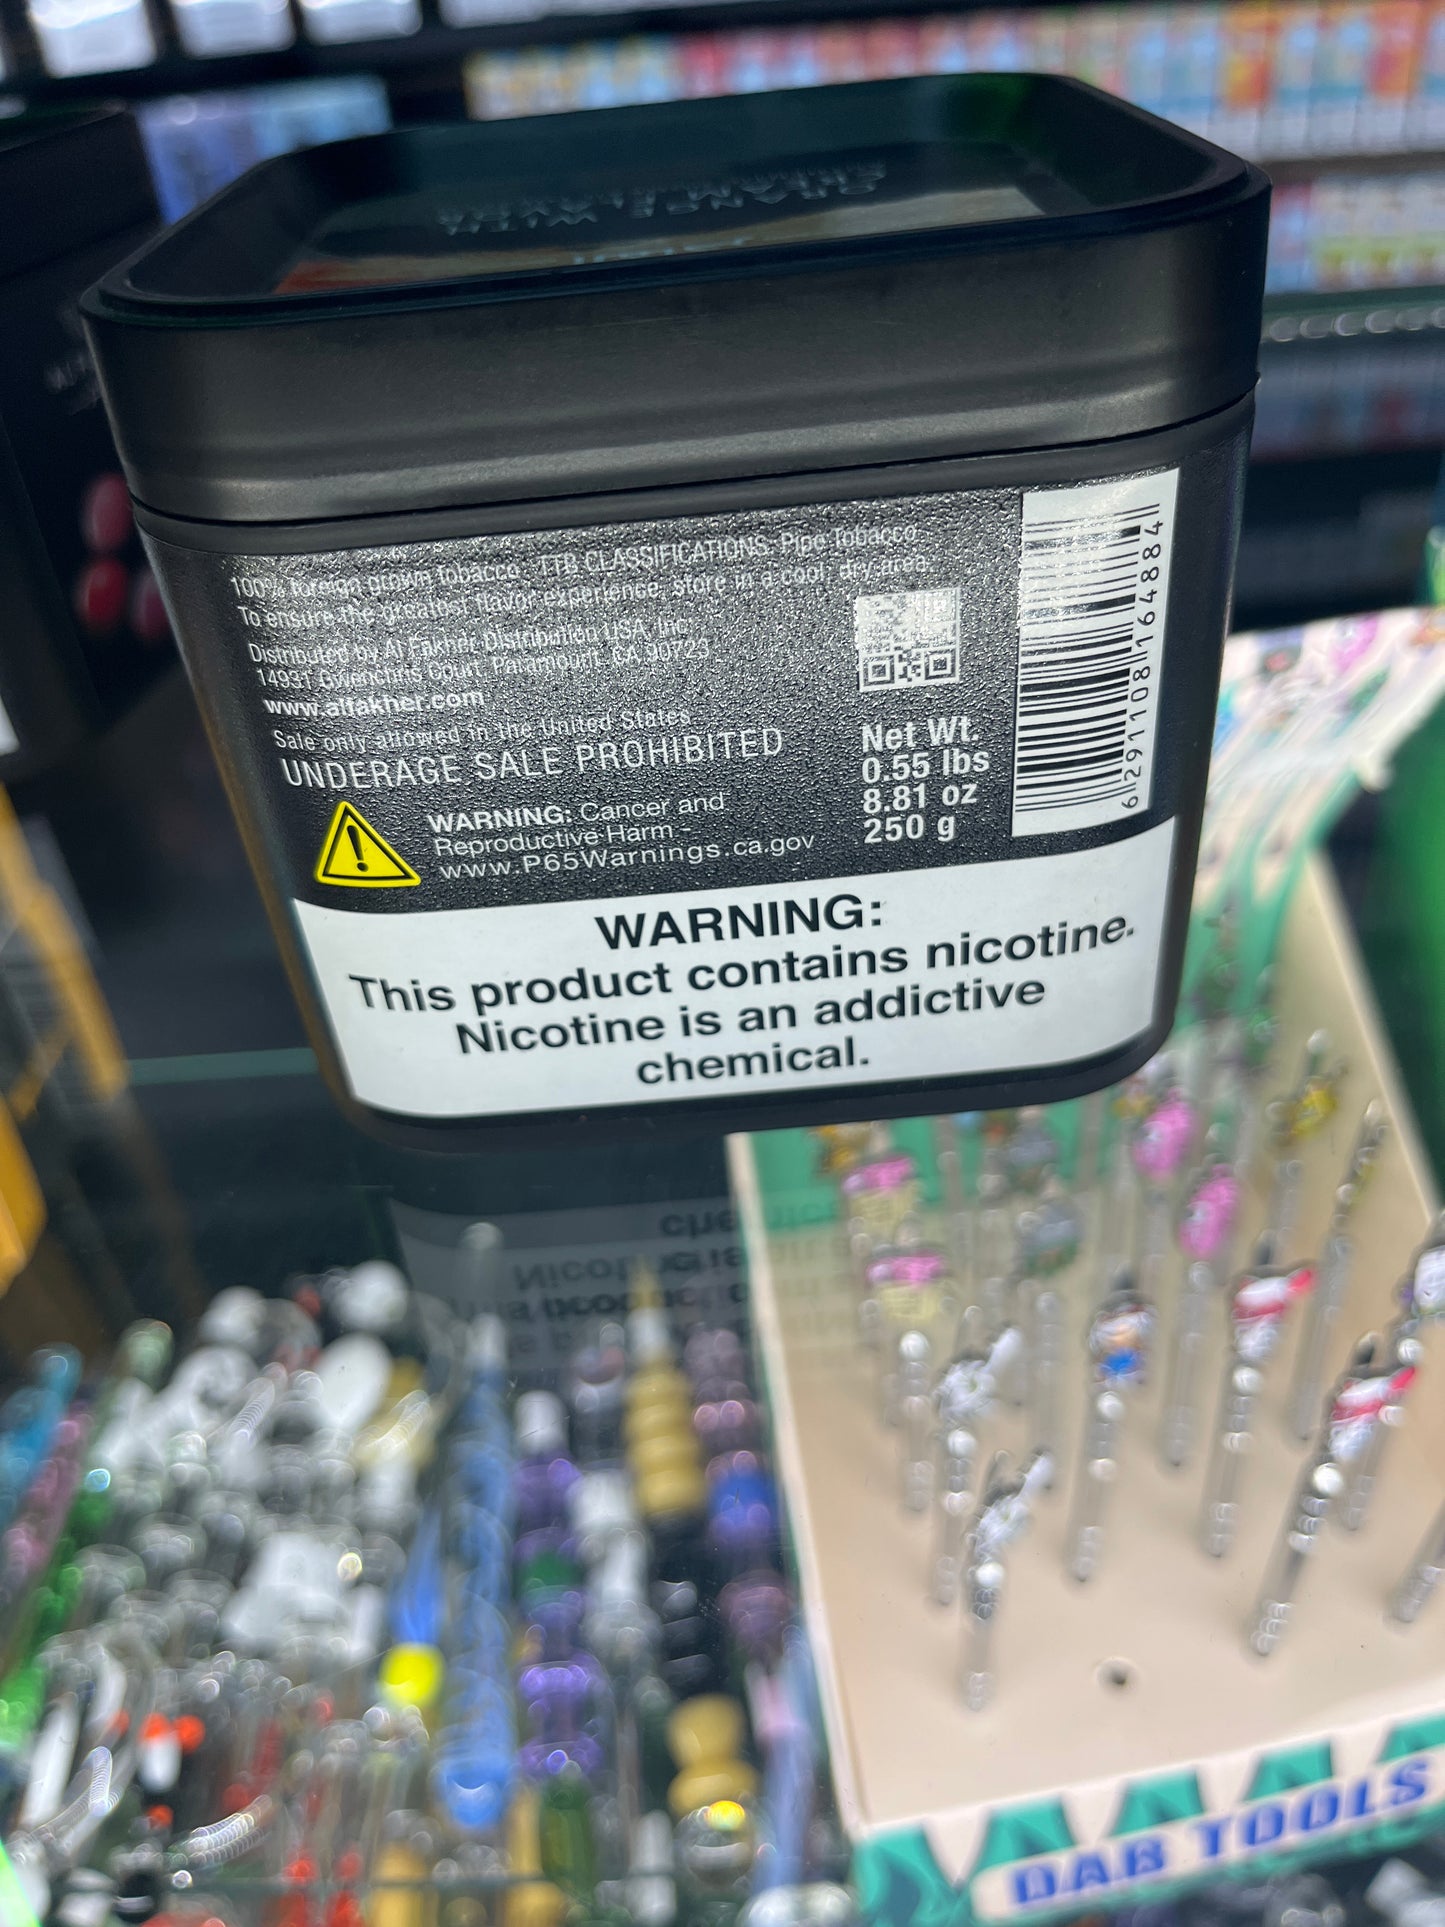 100% foreign grown tobacco. TTB CLASSIFICATIONS: Pipe Tobacco
To ensure the greatest flavor experience, store in a cool, dry area.
Distributed by Al Fakher Distribution USA, Inc.
14931 Gwenchris Court Paramount, CA 90723
www.alfakher.com
Sale only allowed in the United States
UNDERAGE SALE PROHIBITED
WARNING: Cancer and
Reproductive Harm -
www.P65Warnings.ca.gov
Net Wt.
0.55 lbs
8.81 oz
250 g
6291108164884
WARNING:
This product contains nicotine.
Nicotine is an addictive
chemical.
DAB TOOLS